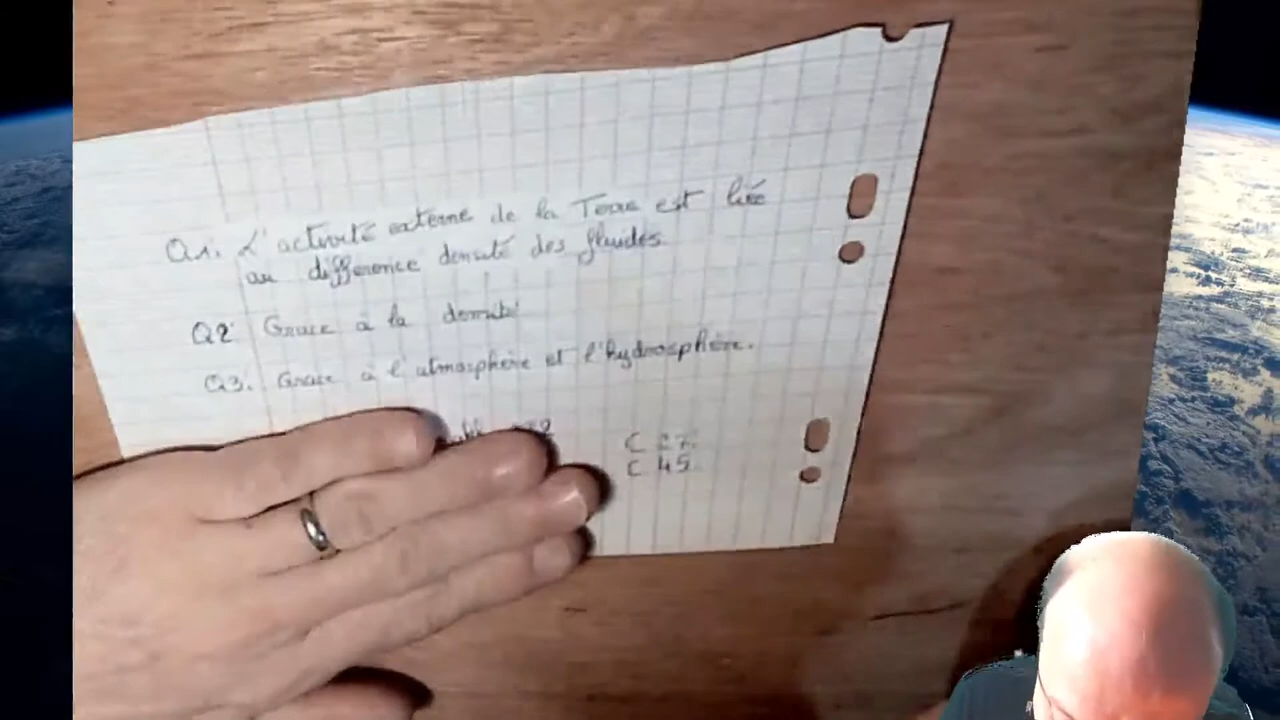 Q1. L'activité externe de la Terre est liée
au difference densité des fluides
Q2 Grace à la densité
Q3. Grace à l'atmosphère et l'hydrosphère.
C 27.
C 45